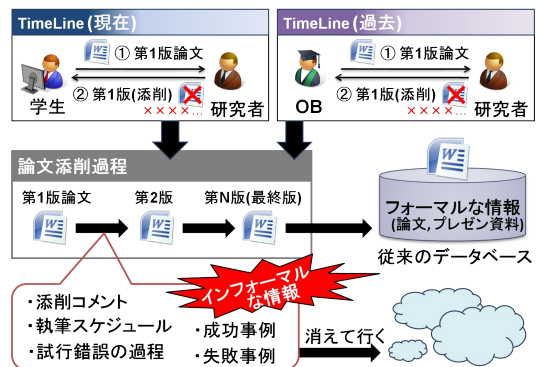 TimeLine(現在)
① 第1版論文
② 第1版(添削)
××××…
学生
研究者
TimeLine(過去)
① 第1版論文
② 第1版(添削)
××××…
OB
研究者
論文添削過程
第1版論文
第2版
第N版(最終版)
フォーマルな情報
(論文,プレゼン資料)
従来のデータベース
インフォーマル
な情報
・添削コメント
・執筆スケジュール
・試行錯誤の過程
・成功事例
・失敗事例
消えて行く